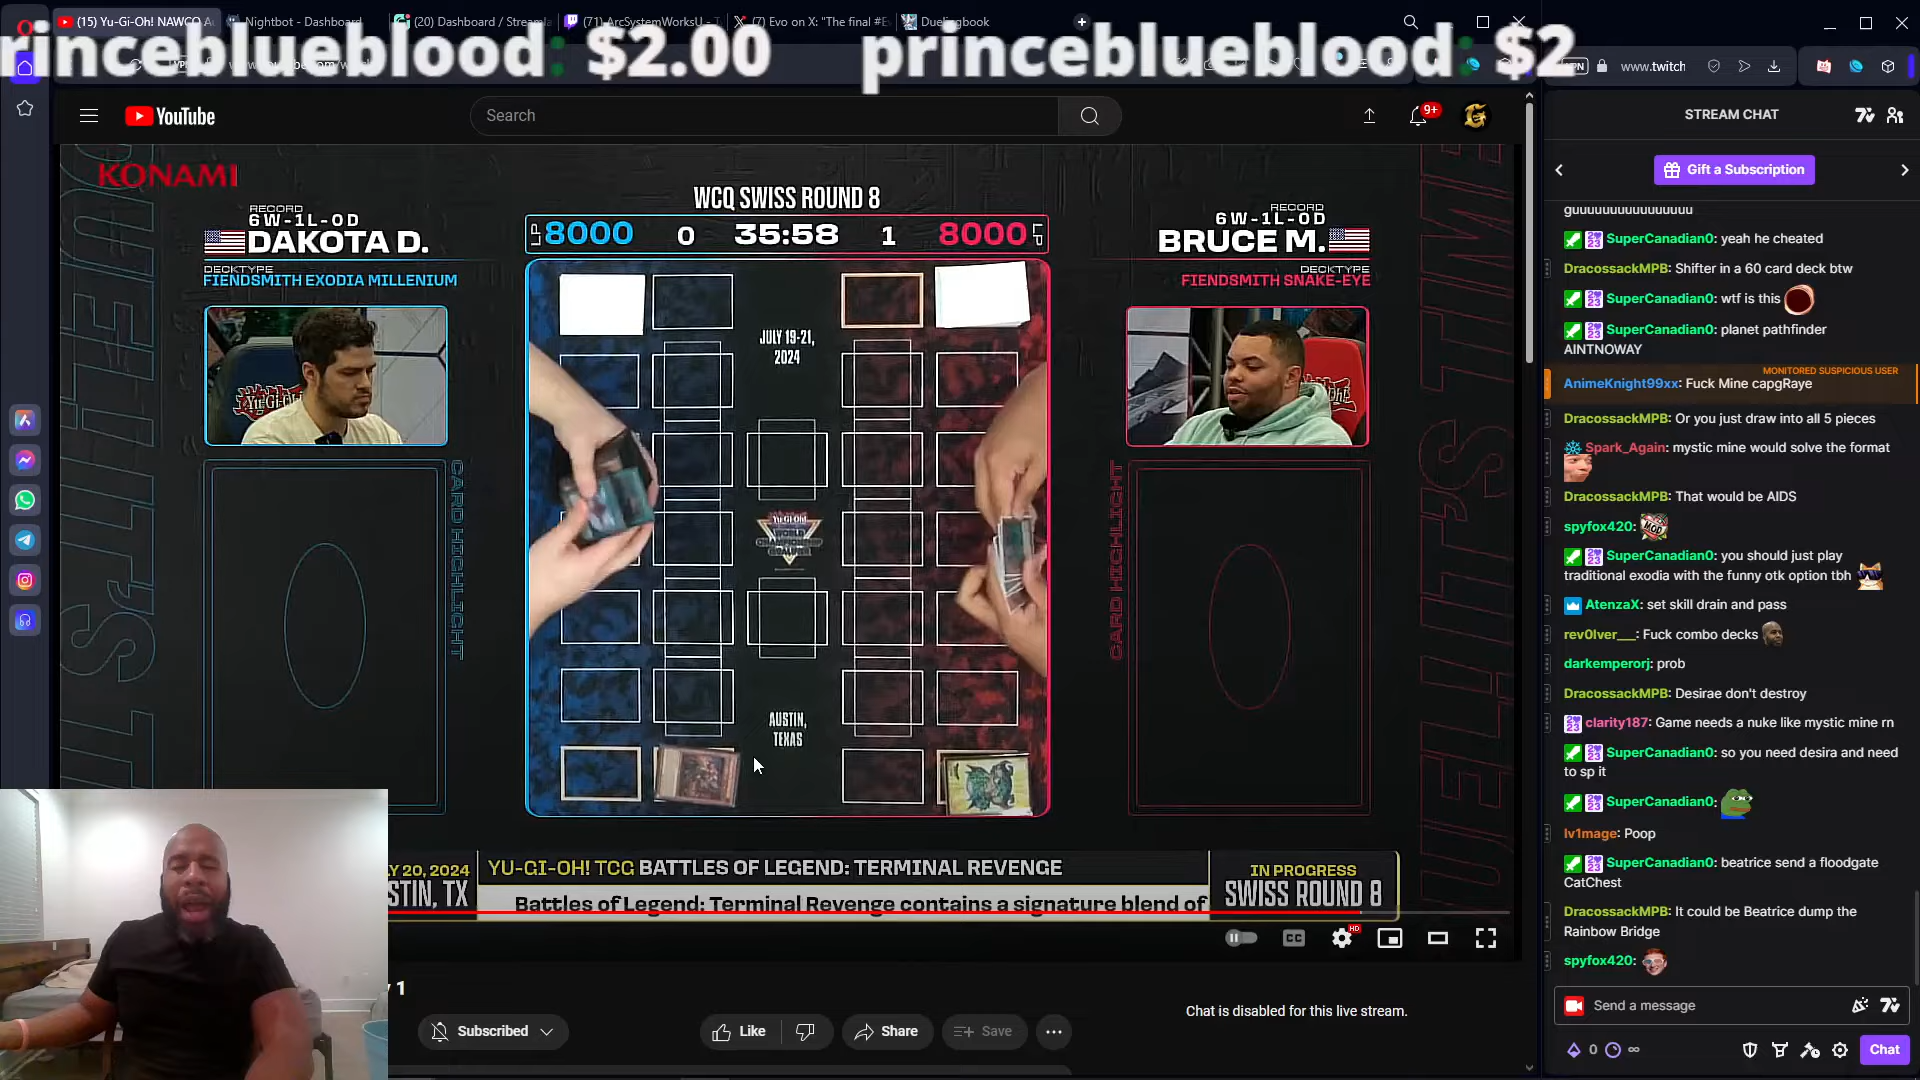 (15) Yu-Gi-Oh! NAWCQ
Nightbot - Dashboard
(20) Dashboard / Streamla
(71) ArcSystemWorksU - T
(7) Evo on X: "The final #E
Duelingbook
rinceblueblood: $2.00 princeblueblood: $2
www.twitch
YouTube
Search
9+
STREAM CHAT
Gift a Subscription
KONAMI
WCQ SWISS ROUND 8
RECORD
6W-1L-0D
DAKOTA D.
LP 8000 0 35:58 1 8000 LP
RECORD
6W-1L-0D
BRUCE M.
DECKTYPE
FIENDSMITH EXODIA MILLENIUM
DECKTYPE
FIENDSMITH SNAKE-EYE
JULY 19-21,
2024
CARD HIGHLIGHT
CARD HIGHLIGHT
AUSTIN,
TEXAS
Y 20, 2024
STIN, TX
YU-GI-OH! TCG BATTLES OF LEGEND: TERMINAL REVENGE
Battles of Legend: Terminal Revenge contains a signature blend of
IN PROGRESS
SWISS ROUND 8
CC
HD
y 1
Subscribed
Like
Share
Save
Chat is disabled for this live stream.
guuuuuuuuuuuuuuuu
SuperCanadian0: yeah he cheated
DracossackMPB: Shifter in a 60 card deck btw
SuperCanadian0: wtf is this
SuperCanadian0: planet pathfinder
AINTNOWAY
MONITORED SUSPICIOUS USER
AnimeKnight99xx: Fuck Mine capgRaye
DracossackMPB: Or you just draw into all 5 pieces
Spark_Again: mystic mine would solve the format
DracossackMPB: That would be AIDS
spyfox420:
SuperCanadian0: you should just play
traditional exodia with the funny otk option tbh
AtenzaX: set skill drain and pass
rev0lver___: Fuck combo decks
darkemperorj: prob
DracossackMPB: Desirae don't destroy
clarity187: Game needs a nuke like mystic mine rn
SuperCanadian0: so you need desira and need
to sp it
SuperCanadian0:
lv1mage: Poop
SuperCanadian0: beatrice send a floodgate
CatChest
DracossackMPB: It could be Beatrice dump the
Rainbow Bridge
spyfox420:
Send a message
0 ∞
Chat